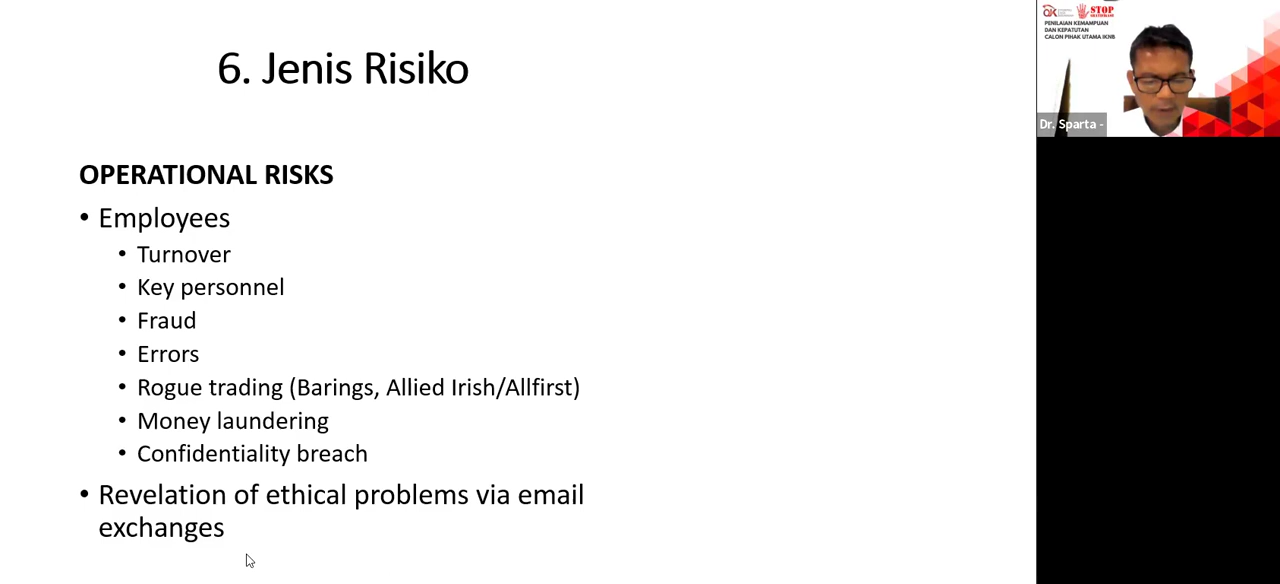 6. Jenis Risiko
OPERATIONAL RISKS
• Employees
• Turnover
• Key personnel
• Fraud
• Errors
• Rogue trading (Barings, Allied Irish/Allfirst)
• Money laundering
• Confidentiality breach
• Revelation of ethical problems via email
exchanges
STOP
PENILAIAN KEMAMPUAN
DAN KEPATUTAN
CALON PIHAK UTAMA IKNB
Dr. Sparta -